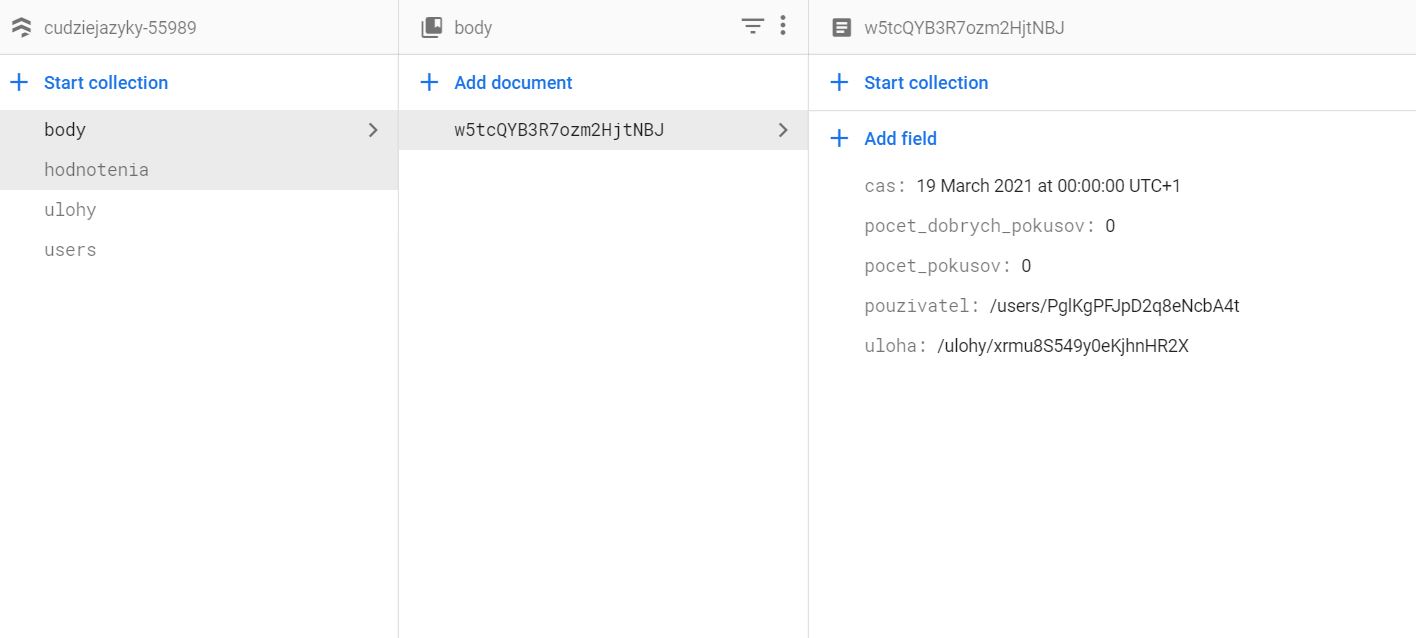 cudziejazyky-55989
body
w5tcQYB3R7ozm2HjtNBJ
Start collection
Add document
Start collection
body
hodnotenia
ulohy
users
w5tcQYB3R7ozm2HjtNBJ
Add field
cas: 19 March 2021 at 00:00:00 UTC+1
pocet_dobrych_pokusov: 0
pocet_pokusov: 0
pouzivatel: /users/PglKgPFJpD2q8eNcbA4t
uloha: /ulohy/xrmu8S549y0eKjhnHR2X